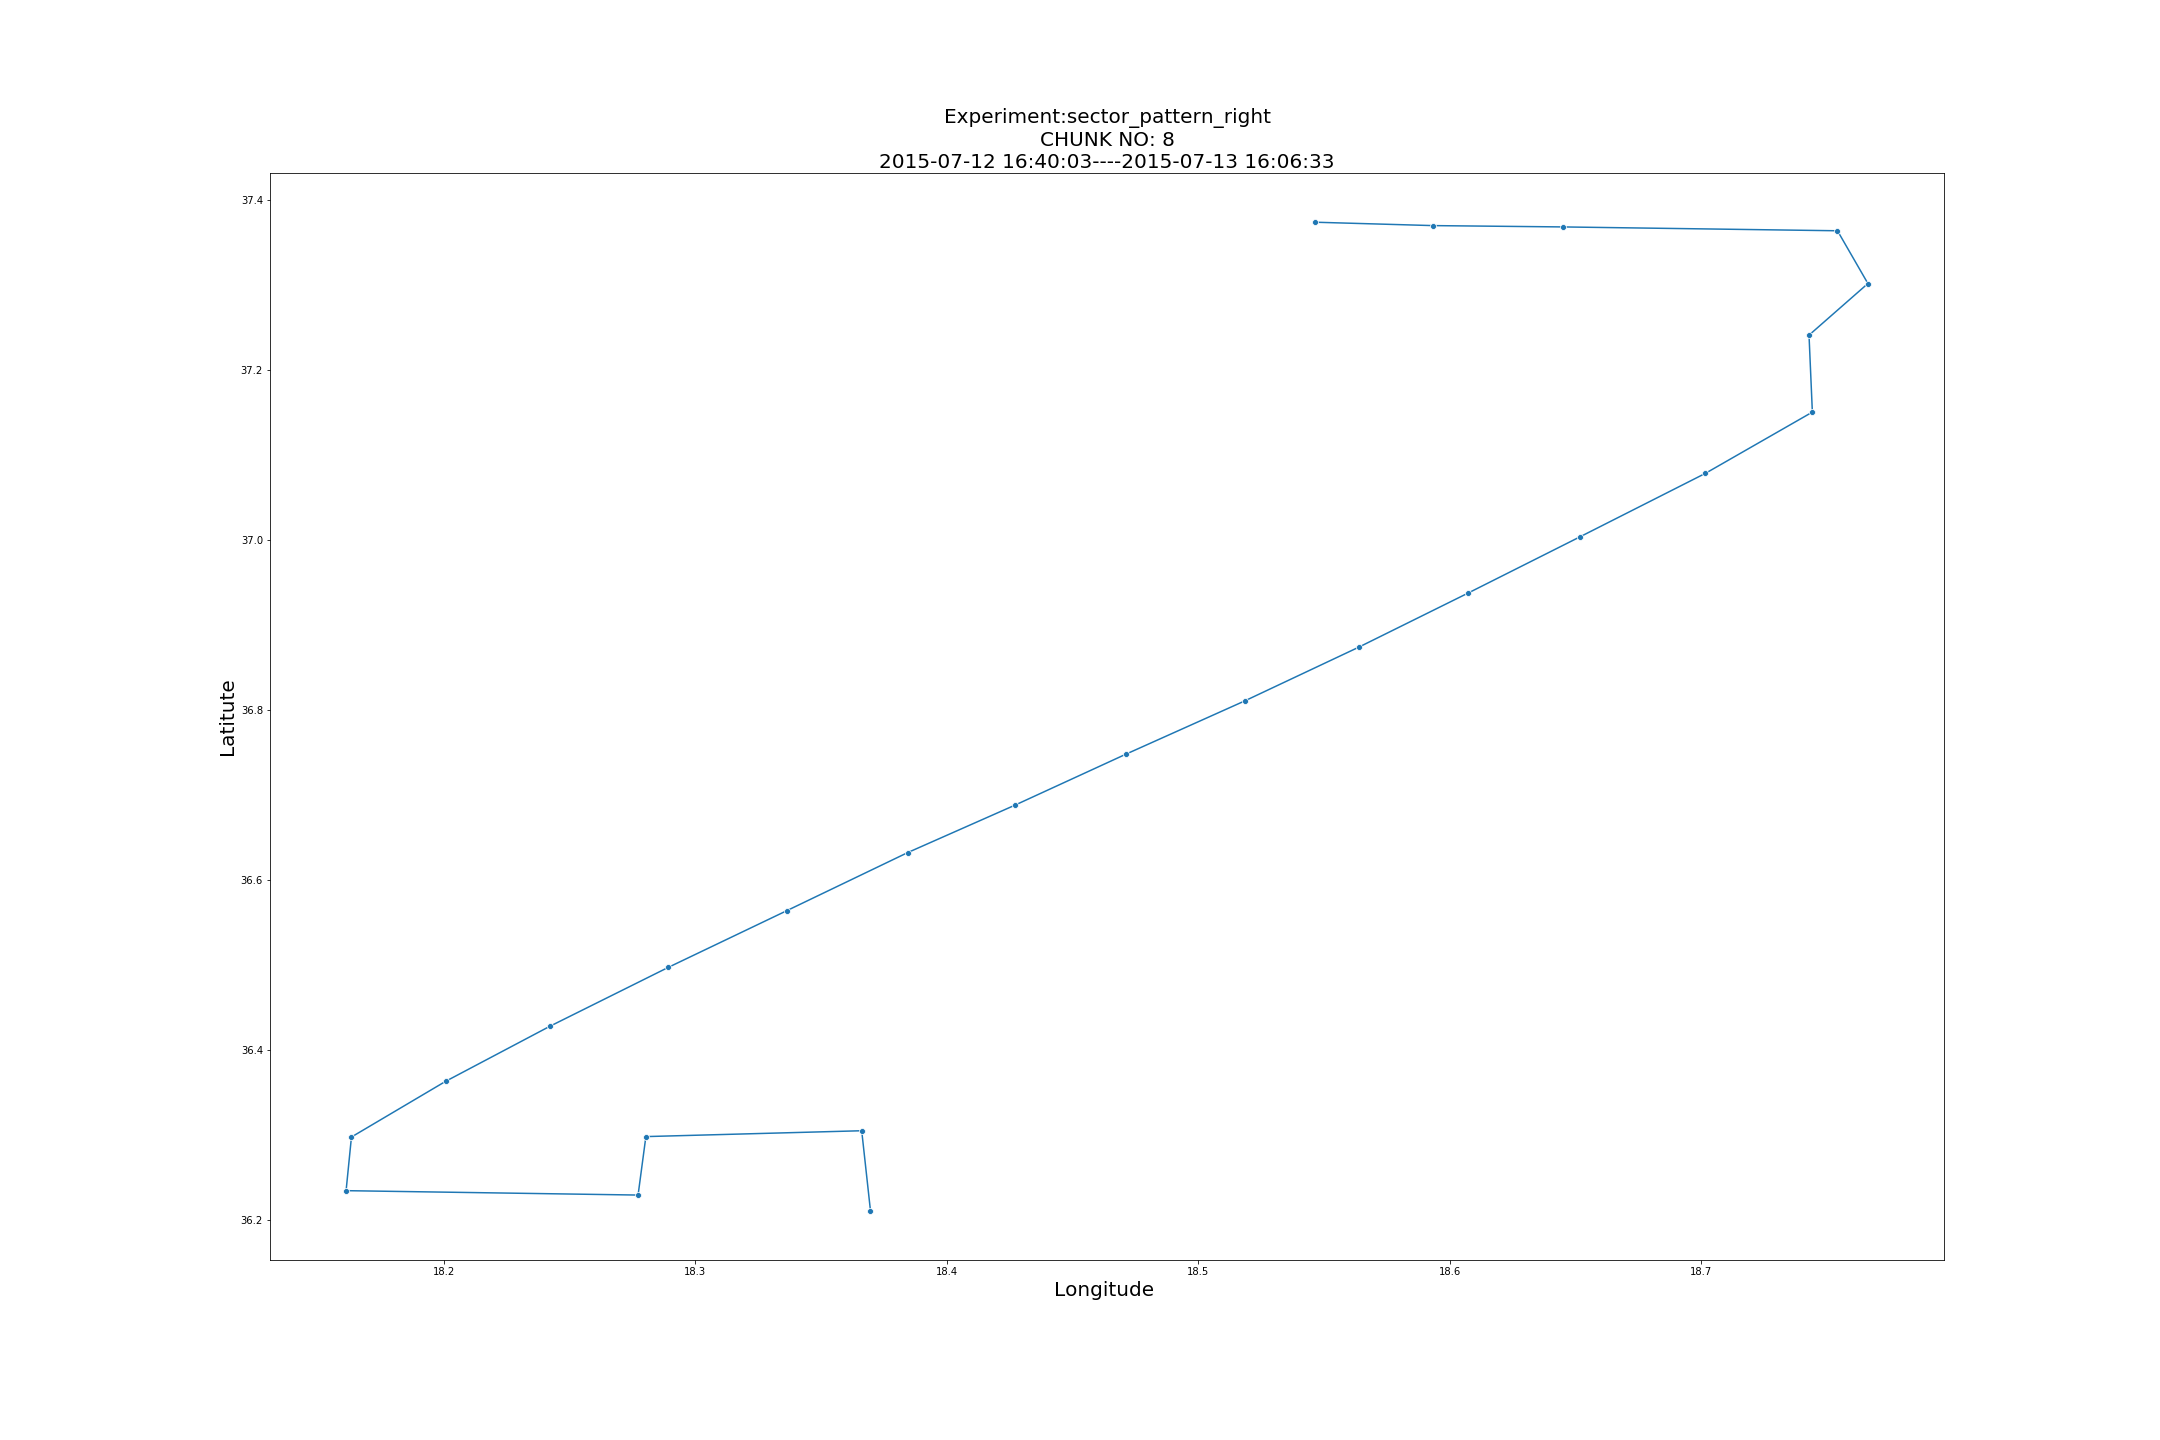 Experiment:sector_pattern_right
CHUNK NO: 8
2015-07-12 16:40:03----2015-07-13 16:06:33
37.4
37.2
37.0
36.8
36.6
36.4
36.2
Latitute
18.2 18.3 18.4 18.5 18.6 18.7
Longitude